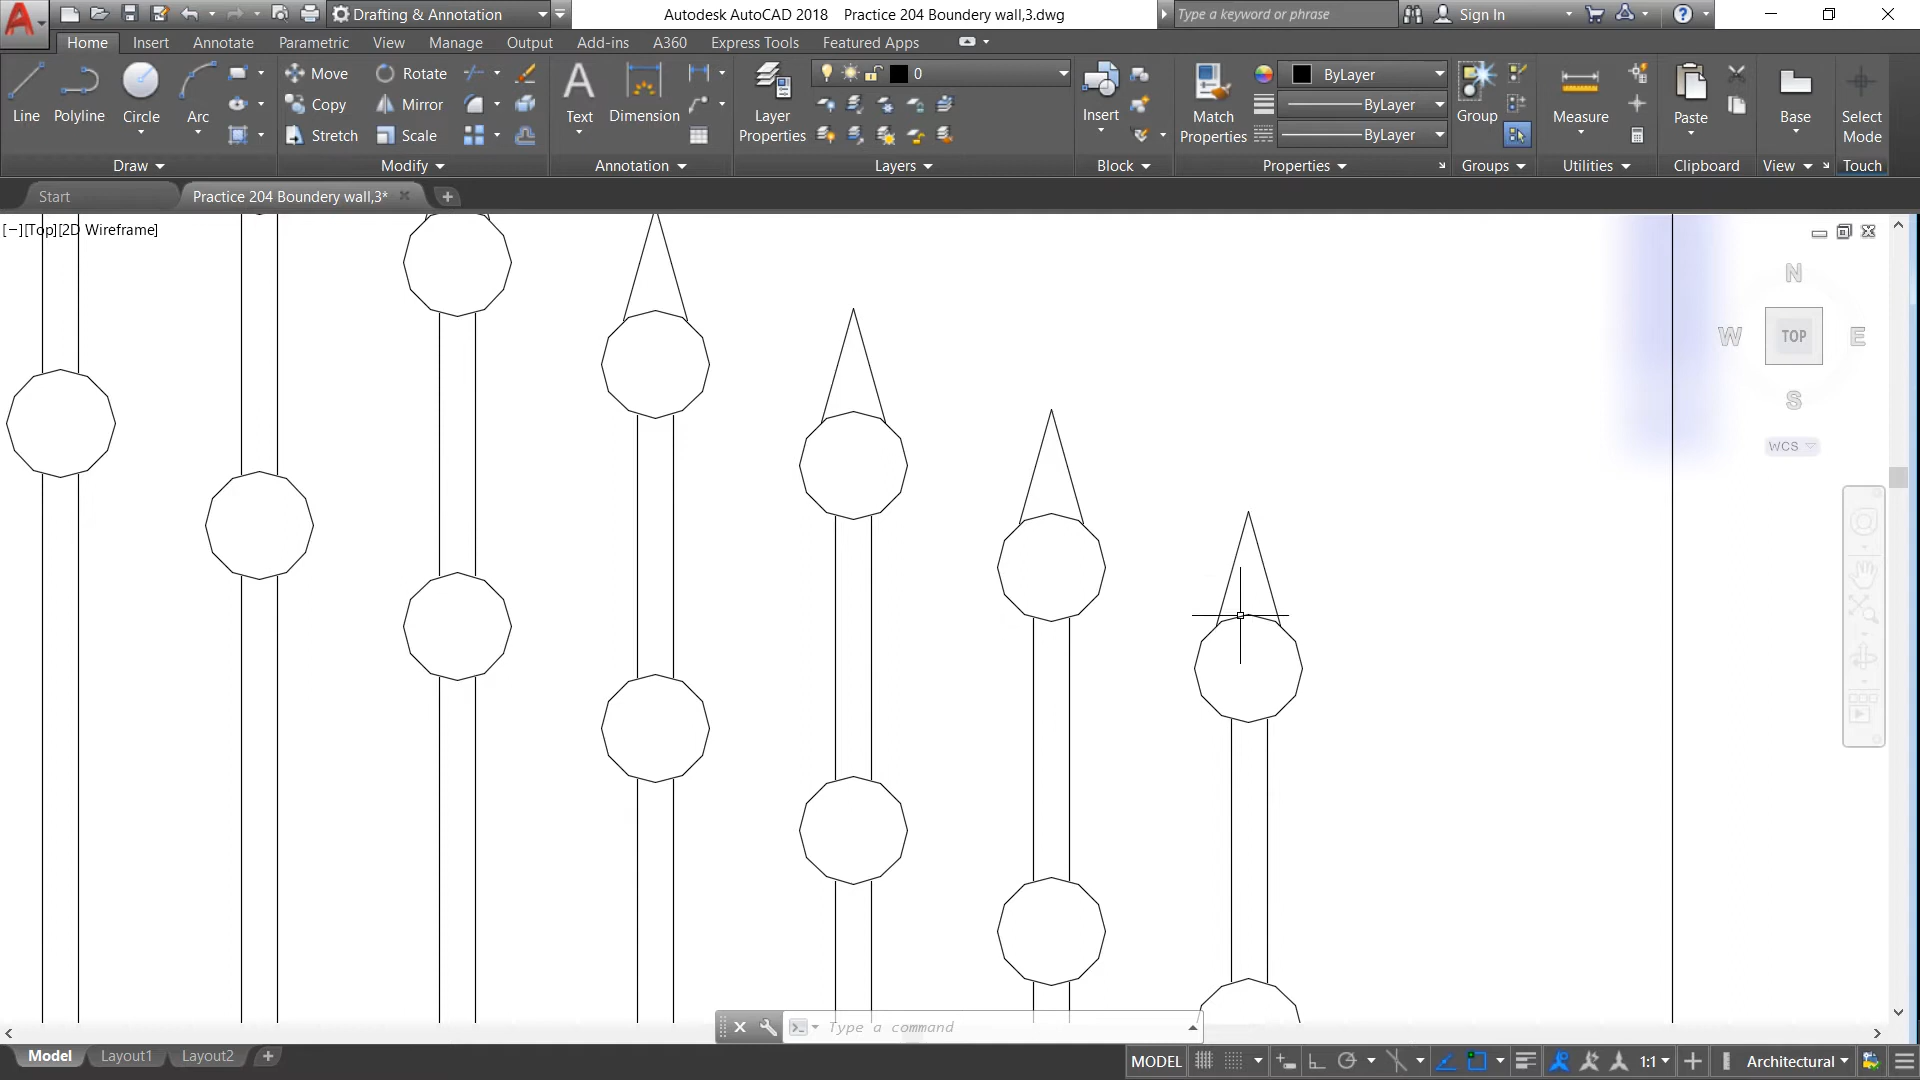 Drafting & Annotation
Autodesk AutoCAD 2018 Practice 204 Boundery wall,3.dwg
Type a keyword or phrase
Sign In
Home Insert Annotate Parametric View Manage Output Add-ins A360 Express Tools Featured Apps
Line Polyline Circle Arc
Move Rotate
Copy Mirror
Stretch Scale
Text Dimension
Layer Properties
0
Insert
Match Properties
ByLayer
ByLayer
ByLayer
Group
Measure
Paste
Base
Select Mode
Draw Modify Annotation Layers Block Properties Groups Utilities Clipboard View Touch
Start Practice 204 Boundery wall,3*
[−][Top][2D Wireframe]
N
W TOP E
S
WCS
Type a command
Model Layout1 Layout2
MODEL 1:1 Architectural